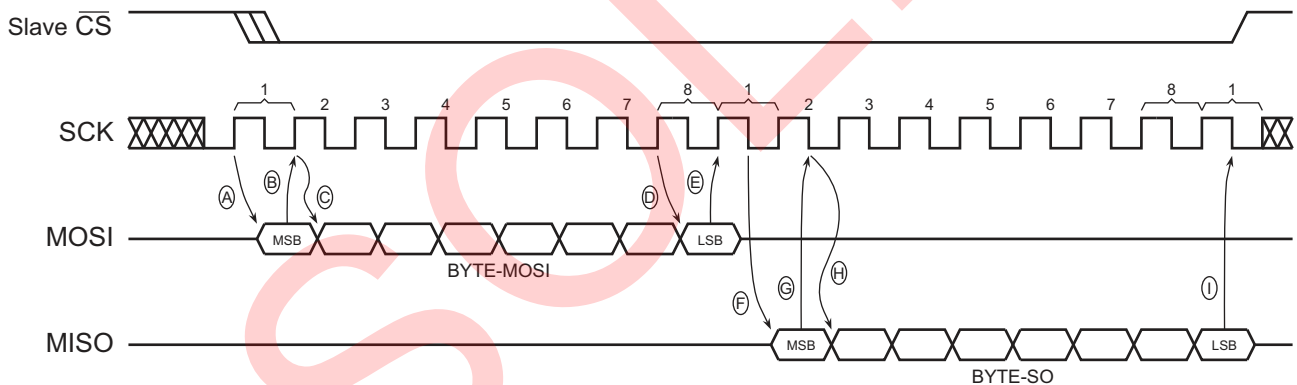 Slave CS
1 2 3 4 5 6 7 8 1 2 3 4 5 6 7 8 1
SCK
A B C D E
MOSI MSB LSB
BYTE-MOSI
F G H I
MISO MSB LSB
BYTE-SO